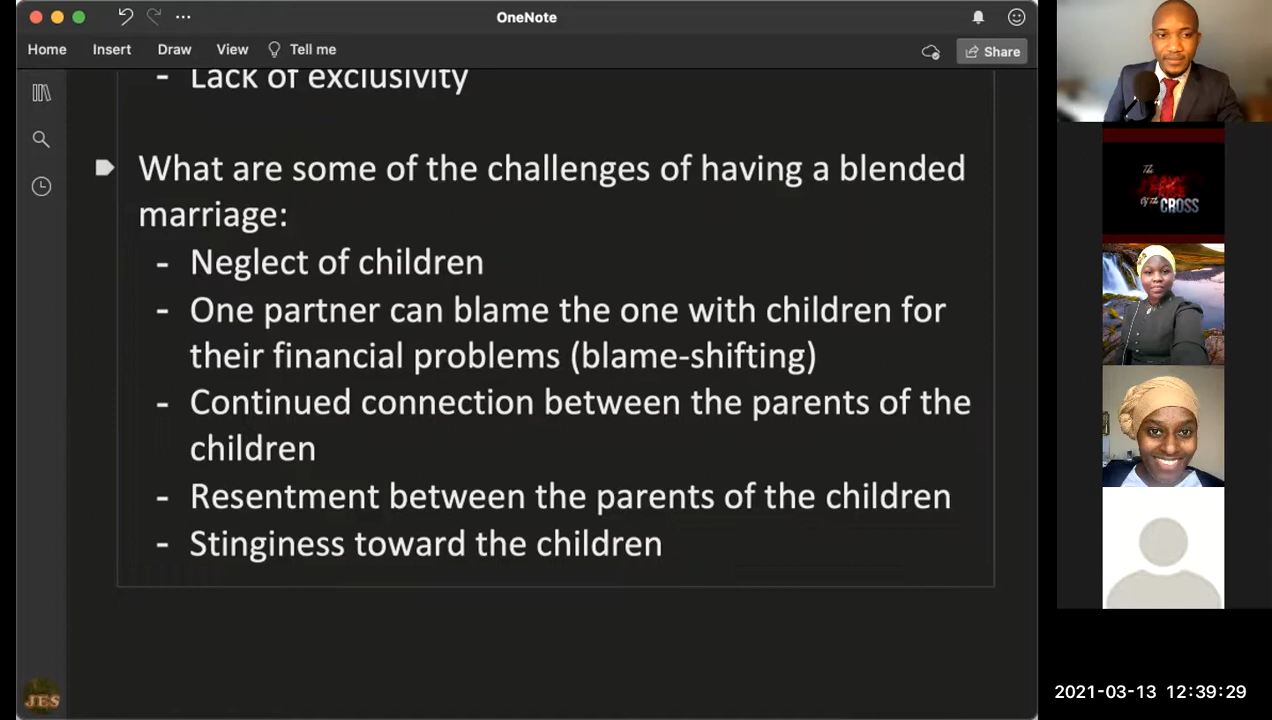 OneNote
Home Insert Draw View Tell me Share
- Lack of exclusivity
What are some of the challenges of having a blended
marriage:
- Neglect of children
- One partner can blame the one with children for
their financial problems (blame-shifting)
- Continued connection between the parents of the
children
- Resentment between the parents of the children
- Stinginess toward the children
JES
The
Of the
CROSS
2021-03-13 12:39:29